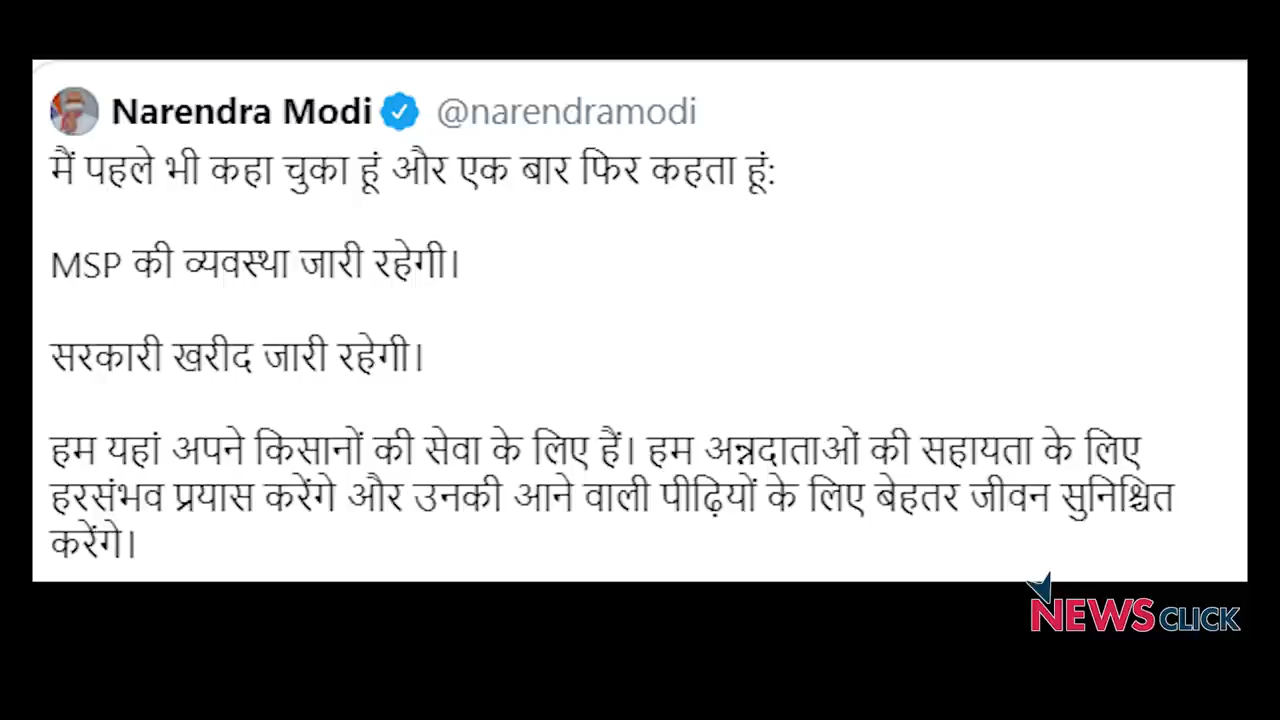 Narendra Modi @narendramodi
मैं पहले भी कहा चुका हूं और एक बार फिर कहता हूं:
MSP की व्यवस्था जारी रहेगी।
सरकारी खरीद जारी रहेगी।
हम यहां अपने किसानों की सेवा के लिए हैं। हम अन्नदाताओं की सहायता के लिए
हरसंभव प्रयास करेंगे और उनकी आने वाली पीढ़ियों के लिए बेहतर जीवन सुनिश्चित
करेंगे।
NEWSCLICK